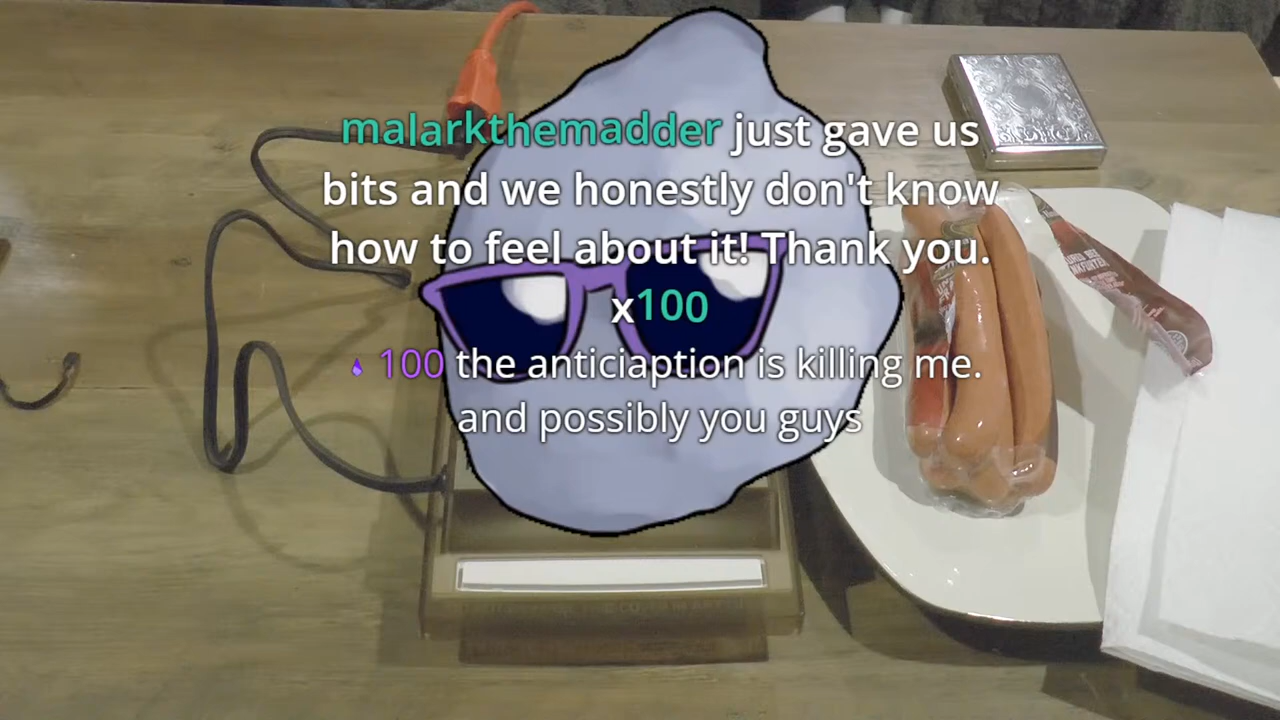 malarkthemadder just gave us
bits and we honestly don't know
how to feel about it! Thank you.
x100
100 the anticiaption is killing me.
and possibly you guys